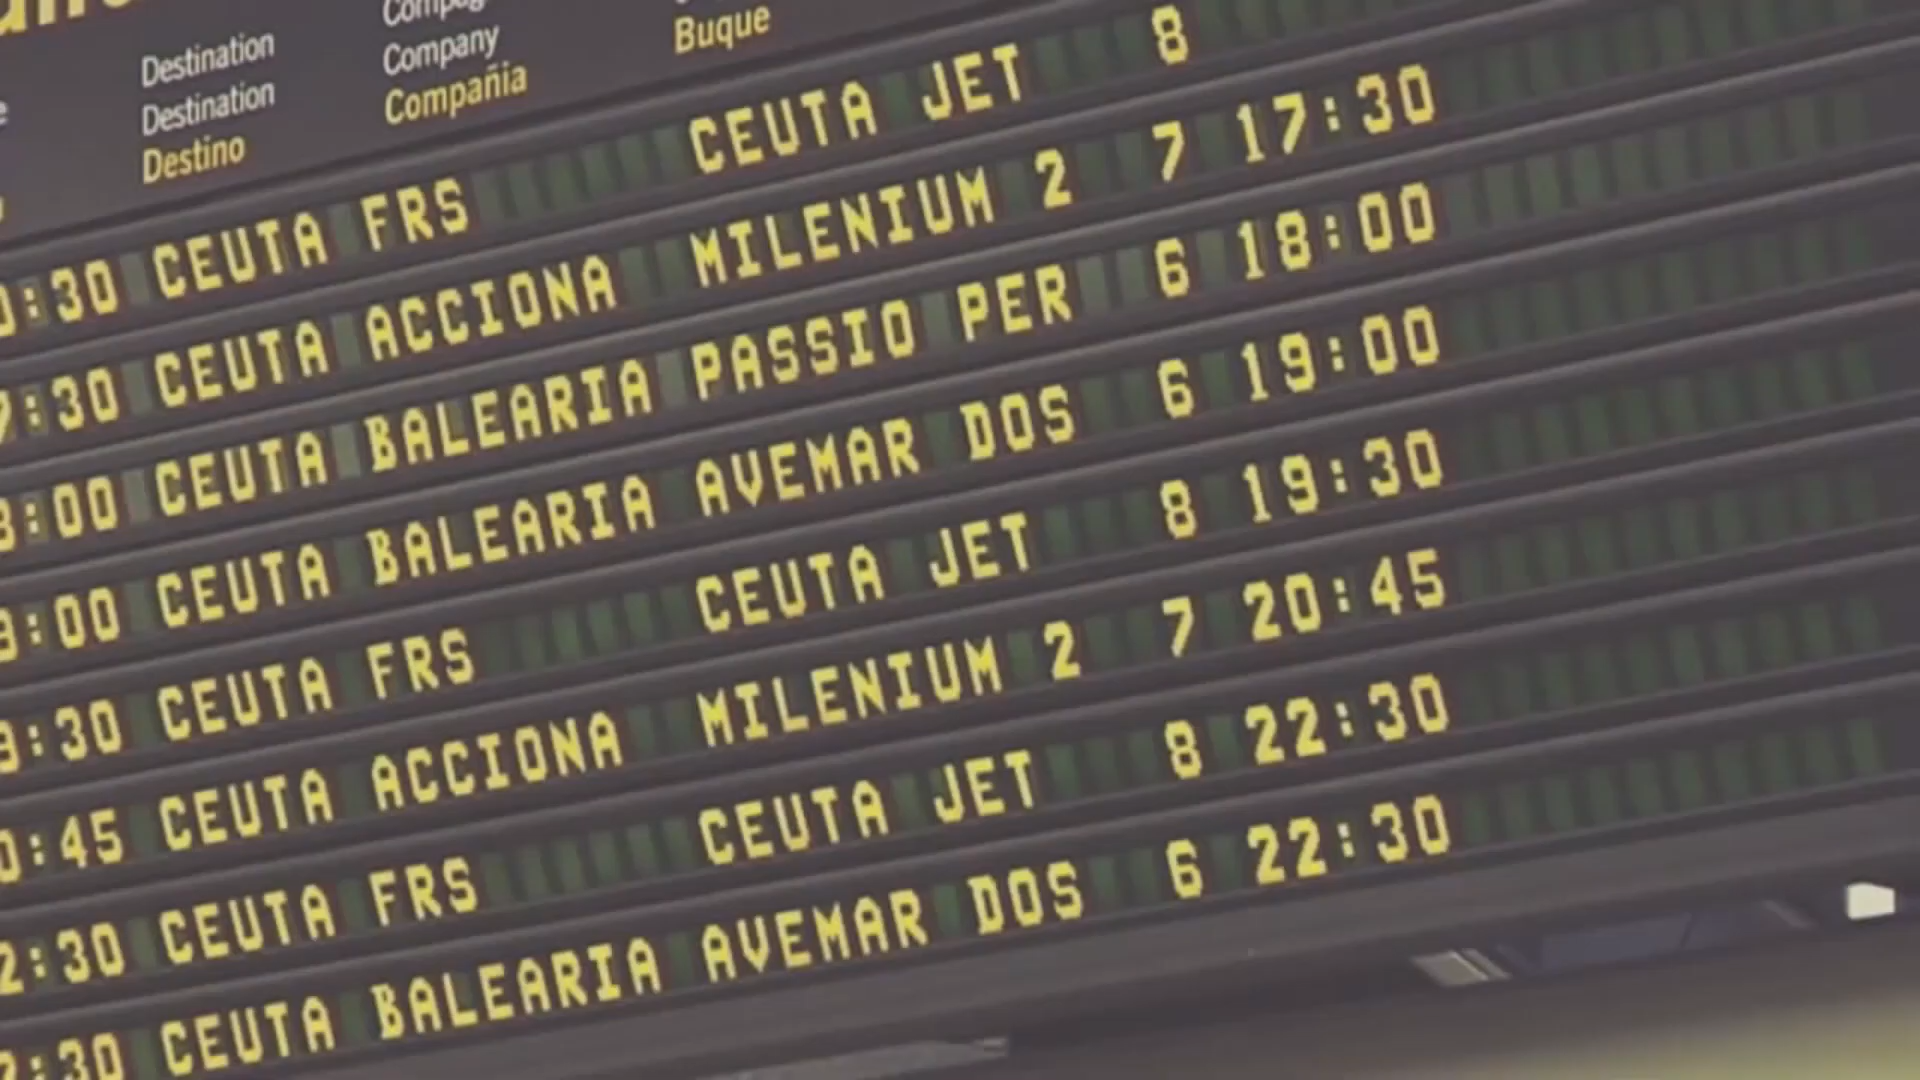 Destination
Destination
Destino
Company
Compañia
Buque
:30 CEUTA FRS CEUTA JET 8
:30 CEUTA ACCIONA MILENIUM 2 7 17:30
:00 CEUTA BALEARIA PASSIO PER 6 18:00
:00 CEUTA BALEARIA AVEMAR DOS 6 19:00
:30 CEUTA FRS CEUTA JET 8 19:30
:45 CEUTA ACCIONA MILENIUM 2 7 20:45
2:30 CEUTA FRS CEUTA JET 8 22:30
2:30 CEUTA BALEARIA AVEMAR DOS 6 22:30